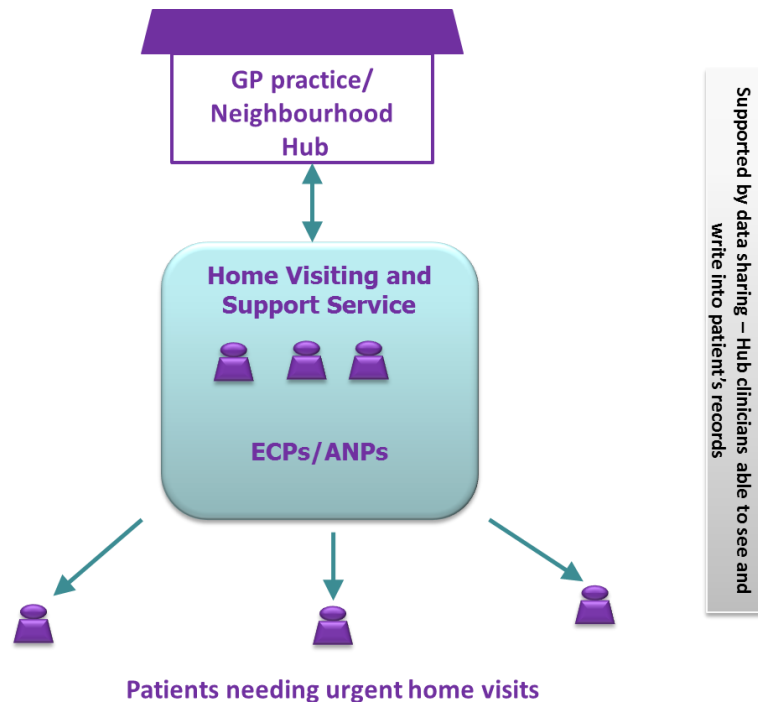 GP practice/
Neighbourhood
Hub
Home Visiting and
Support Service
ECPs/ANPs
Patients needing urgent home visits
Supported by data sharing – Hub clinicians able to see and
write into patient's records